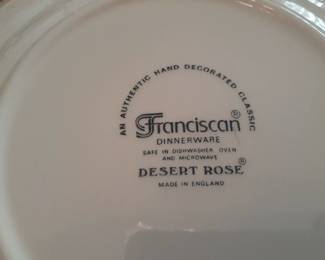 AN AUTHENTIC HAND DECORATED CLASSIC
Franciscan®
DINNERWARE
SAFE IN DISHWASHER OVEN
AND MICROWAVE
DESERT ROSE®
MADE IN ENGLAND